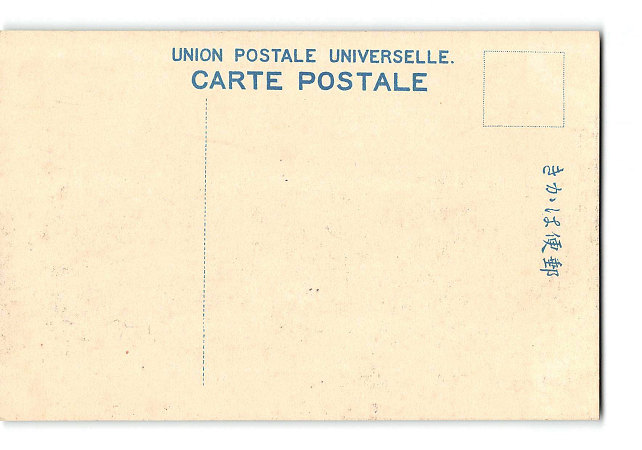 UNION POSTALE UNIVERSELLE.
CARTE POSTALE
きかは便郵